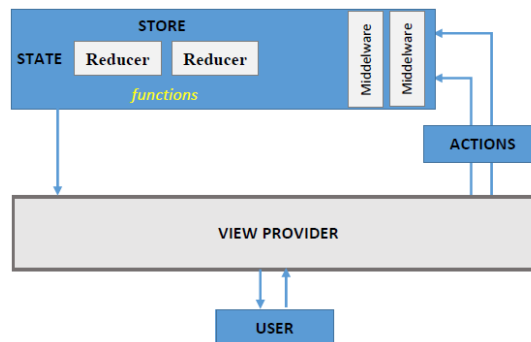 STORE
STATE
Reducer
Reducer
functions
Middelware
Middelware
ACTIONS
VIEW PROVIDER
USER